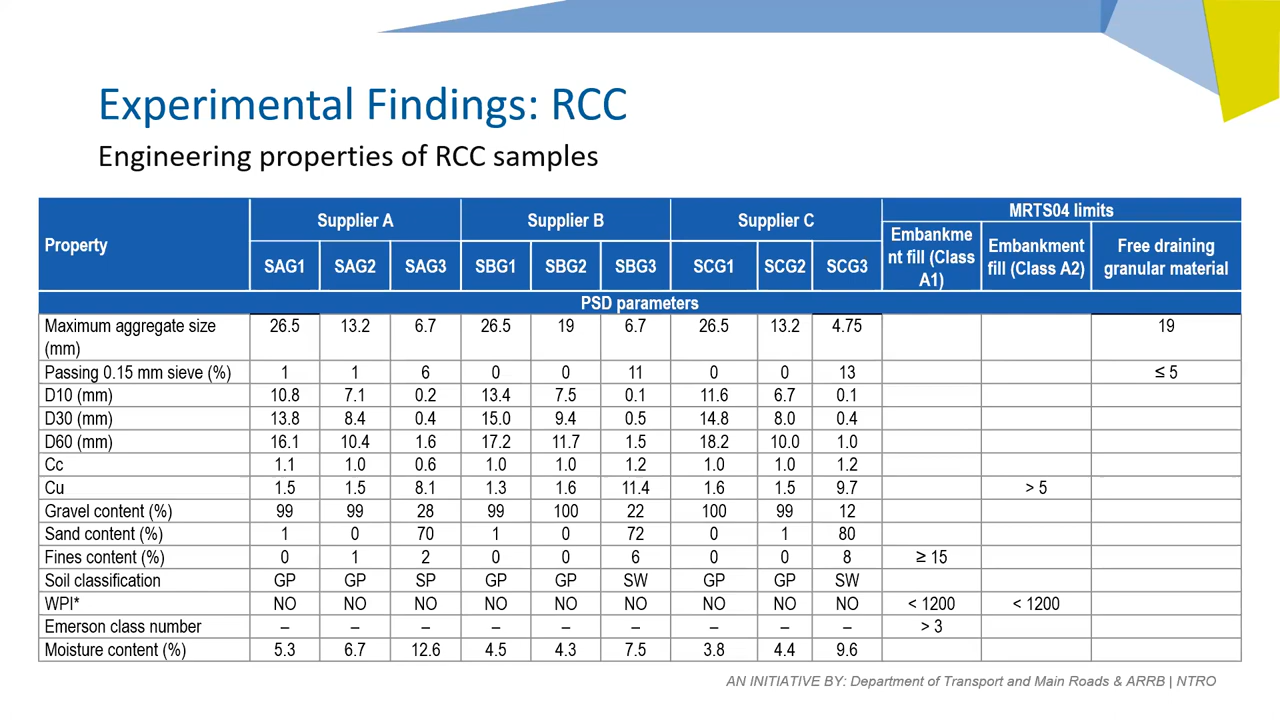 Experimental Findings: RCC
Engineering properties of RCC samples
Property Supplier A Supplier B Supplier C MRTS04 limits
SAG1 SAG2 SAG3 SBG1 SBG2 SBG3 SCG1 SCG2 SCG3 Embankme nt fill (Class A1) Embankment fill (Class A2) Free draining granular material
PSD parameters
Maximum aggregate size (mm) 26.5 13.2 6.7 26.5 19 6.7 26.5 13.2 4.75 19
Passing 0.15 mm sieve (%) 1 1 6 0 0 11 0 0 13 ≤ 5
D10 (mm) 10.8 7.1 0.2 13.4 7.5 0.1 11.6 6.7 0.1
D30 (mm) 13.8 8.4 0.4 15.0 9.4 0.5 14.8 8.0 0.4
D60 (mm) 16.1 10.4 1.6 17.2 11.7 1.5 18.2 10.0 1.0
Cc 1.1 1.0 0.6 1.0 1.0 1.2 1.0 1.0 1.2
Cu 1.5 1.5 8.1 1.3 1.6 11.4 1.6 1.5 9.7 > 5
Gravel content (%) 99 99 28 99 100 22 100 99 12
Sand content (%) 1 0 70 1 0 72 0 1 80
Fines content (%) 0 1 2 0 0 6 0 0 8 ≥ 15
Soil classification GP GP SP GP GP SW GP GP SW
WPI* NO NO NO NO NO NO NO NO NO < 1200 < 1200
Emerson class number – – – – – – – – – > 3
Moisture content (%) 5.3 6.7 12.6 4.5 4.3 7.5 3.8 4.4 9.6
AN INITIATIVE BY: Department of Transport and Main Roads & ARRB | NTRO